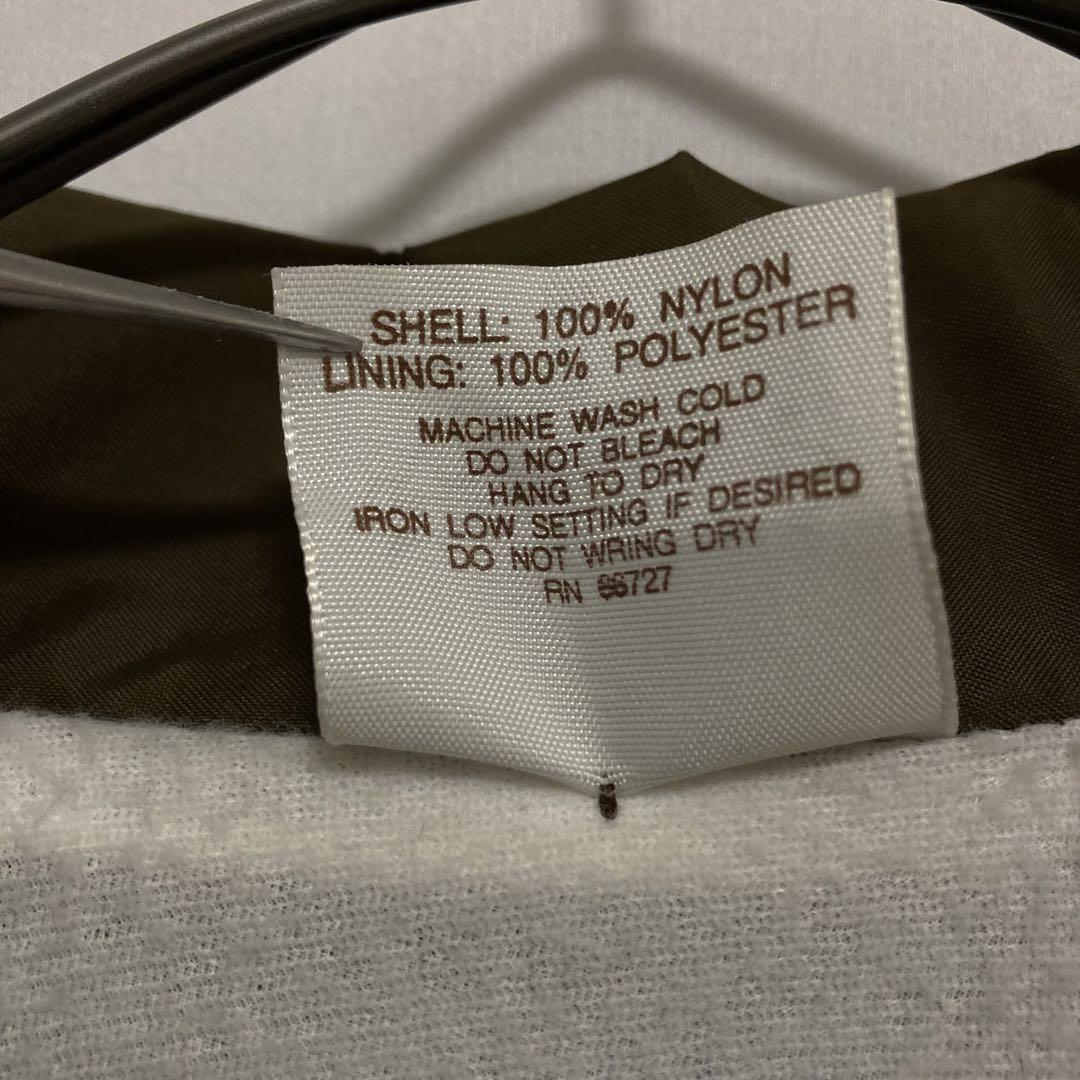 SHELL: 100% NYLON
LINING: 100% POLYESTER
MACHINE WASH COLD
DO NOT BLEACH
HANG TO DRY
IRON LOW SETTING IF DESIRED
DO NOT WRING DRY
RN